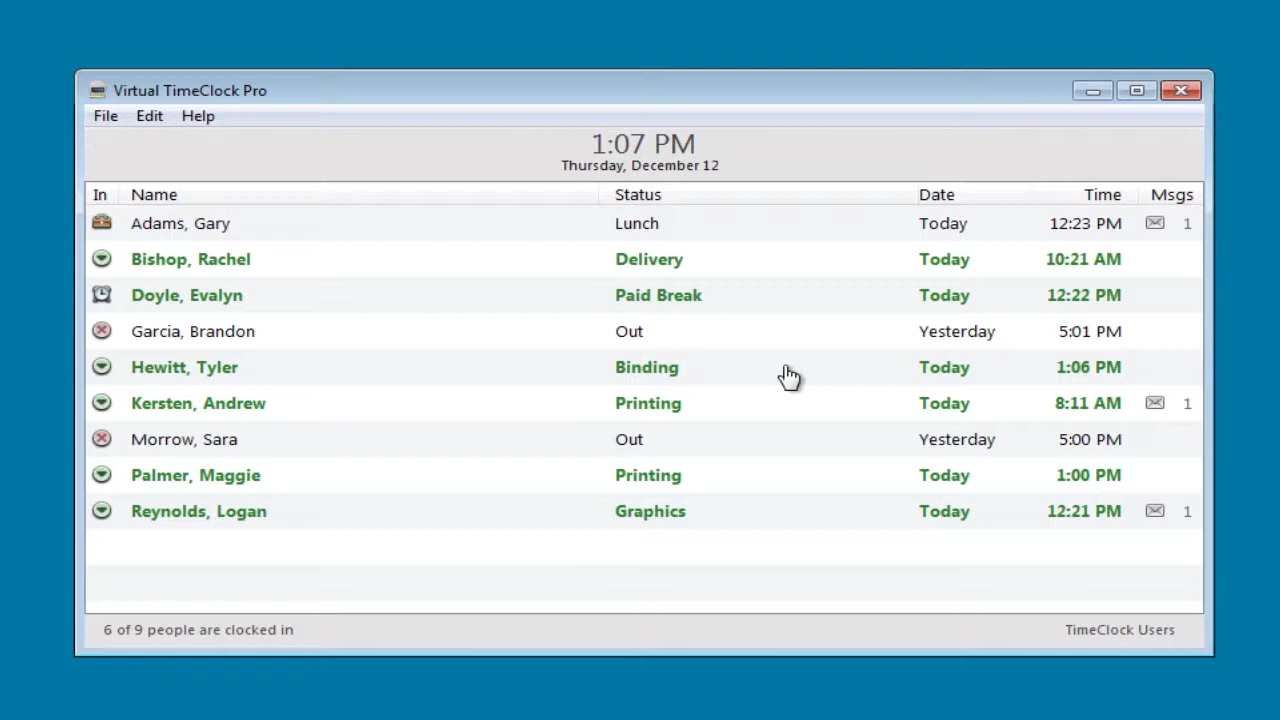 Virtual TimeClock Pro
File Edit Help
1:07 PM
Thursday, December 12
In Name Status Date Time Msgs
Adams, Gary Lunch Today 12:23 PM 1
Bishop, Rachel Delivery Today 10:21 AM
Doyle, Evalyn Paid Break Today 12:22 PM
Garcia, Brandon Out Yesterday 5:01 PM
Hewitt, Tyler Binding Today 1:06 PM
Kersten, Andrew Printing Today 8:11 AM 1
Morrow, Sara Out Yesterday 5:00 PM
Palmer, Maggie Printing Today 1:00 PM
Reynolds, Logan Graphics Today 12:21 PM 1
6 of 9 people are clocked in TimeClock Users